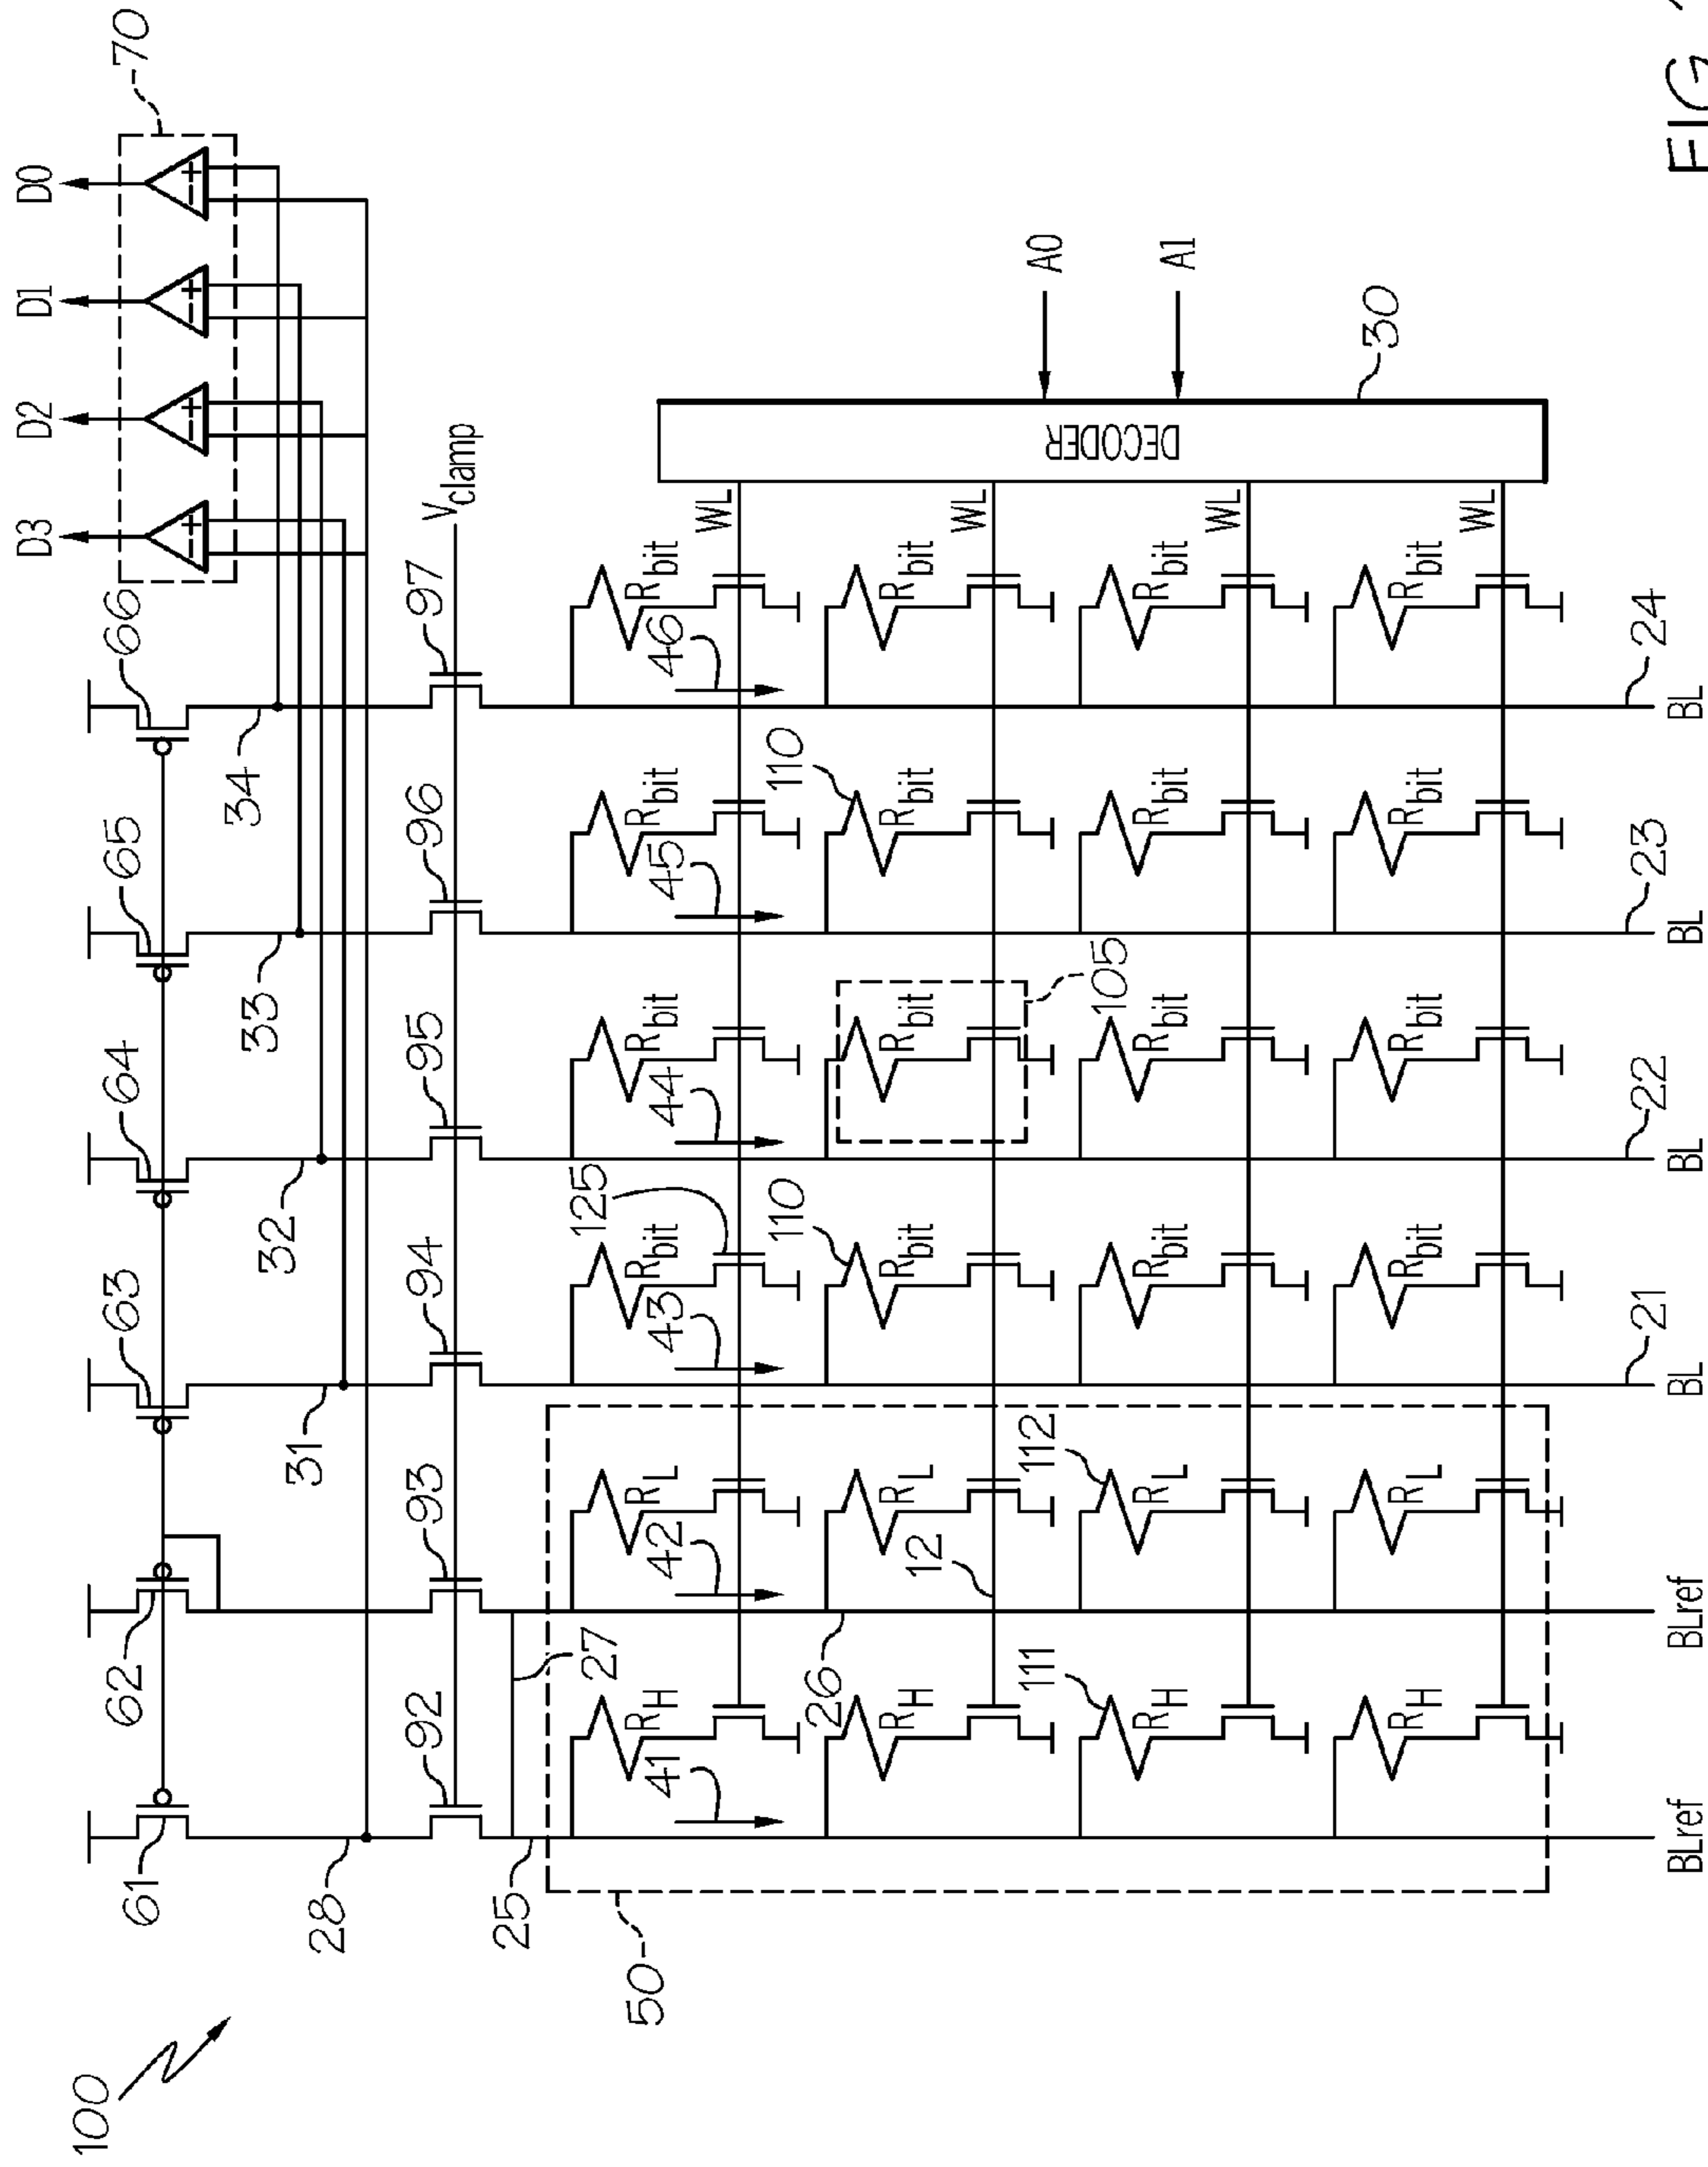 100
D3 D2 D1 D0
70
61 62 63 64 65 66
28 31 32 33 34
92 93 94 95 96 97
Vclamp
25 27
50
41 RH 42 RL 43 Rbit 44 Rbit 45 Rbit 46 Rbit
125
WL
26 RH RL 110 Rbit Rbit 110 Rbit Rbit
12
WL
105
111 RH 112 RL Rbit Rbit Rbit Rbit
WL
RH RL Rbit Rbit Rbit Rbit
WL
DECODER
A0
A1
30
21 22 23 24
BLref BLref BL BL BL BL
FIG